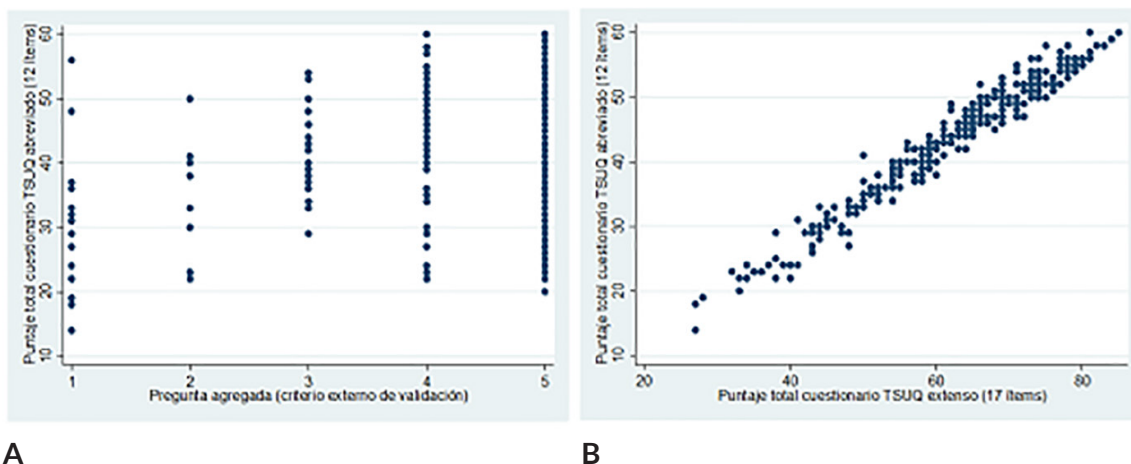 Puntaje total cuestionario TSUQ abreviado (12 ítems)
60
50
40
30
20
10
1 2 3 4 5
Pregunta agregada (criterio externo de validación)
A
Puntaje total cuestionario TSUQ abreviado (12 ítems)
60
50
40
30
20
10
20 40 60 80
Puntaje total cuestionario TSUQ extenso (17 ítems)
B